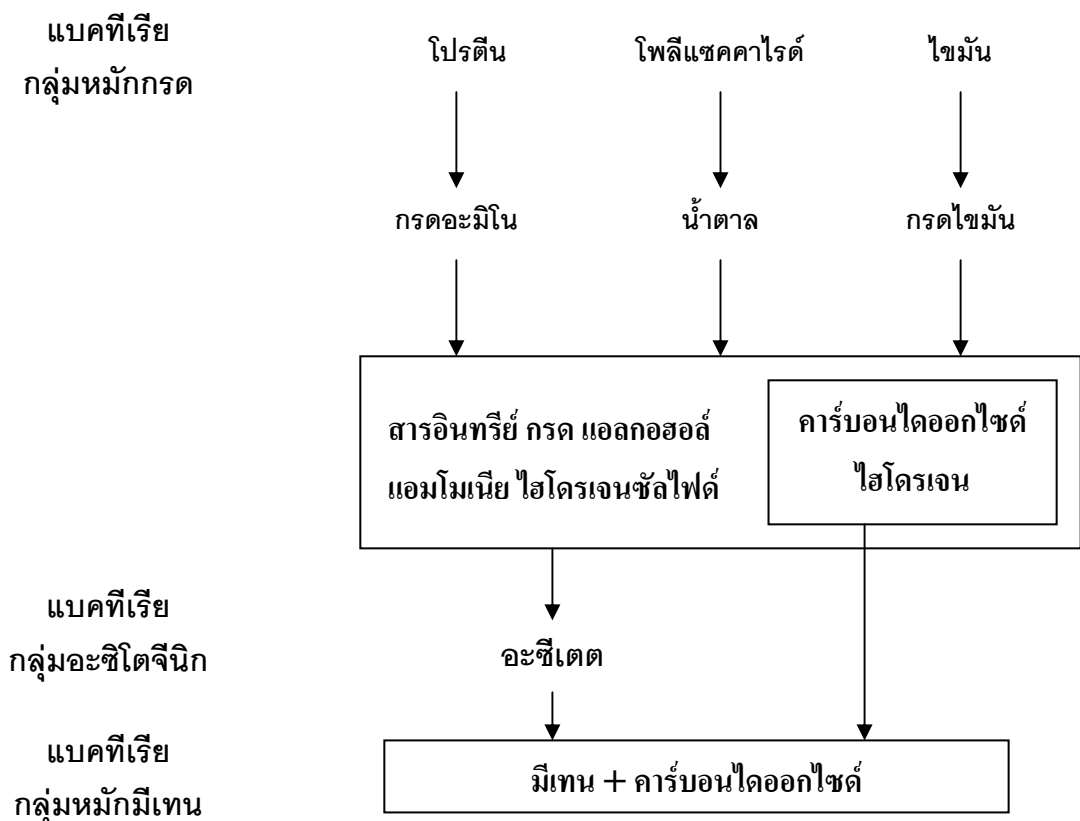 แบคทีเรีย
กลุ่มหมักกรด
โปรตีน
โพลีแซคคาไรด์
ไขมัน
กรดอะมิโน
น้ำตาล
กรดไขมัน
สารอินทรีย์ กรด แอลกอฮอล์
แอมโมเนีย ไฮโดรเจนซัลไฟด์
คาร์บอนไดออกไซด์
ไฮโดรเจน
แบคทีเรีย
กลุ่มอะซิโตจีนิก
อะซีเตต
แบคทีเรีย
กลุ่มหมักมีเทน
มีเทน + คาร์บอนไดออกไซด์